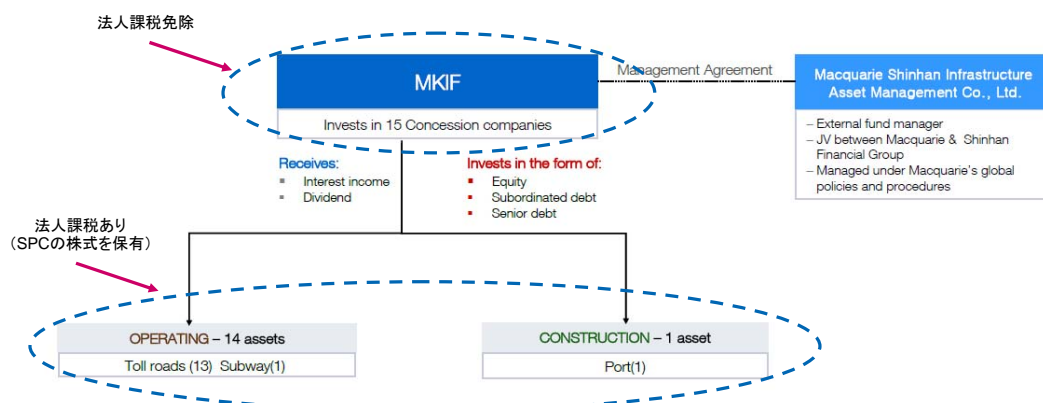 法人課税免除
MKIF
Invests in 15 Concession companies
Management Agreement
Macquarie Shinhan Infrastructure
Asset Management Co., Ltd.
– External fund manager
– JV between Macquarie & Shinhan
Financial Group
– Managed under Macquarie's global
policies and procedures
Receives:
▪ Interest income
▪ Dividend
Invests in the form of:
▪ Equity
▪ Subordinated debt
▪ Senior debt
法人課税あり
（SPCの株式を保有）
OPERATING – 14 assets
Toll roads (13) Subway(1)
CONSTRUCTION – 1 asset
Port(1)